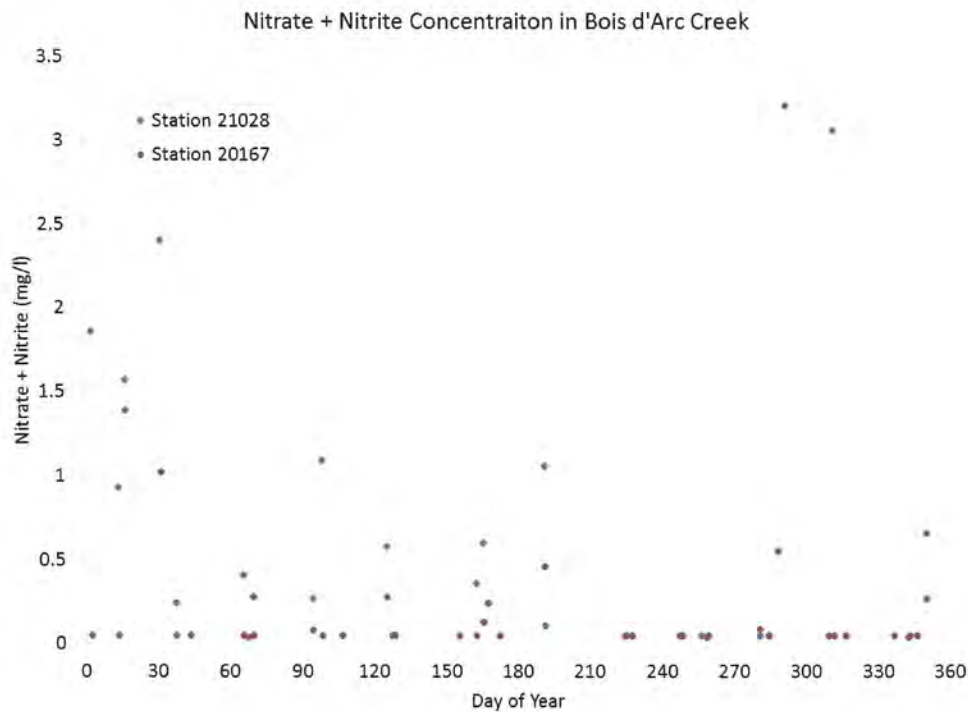 Nitrate + Nitrite Concentraiton in Bois d'Arc Creek
3.5
3
2.5
2
1.5
1
0.5
0
Nitrate + Nitrite (mg/l)
Station 21028
Station 20167
0 30 60 90 120 150 180 210 240 270 300 330 360
Day of Year